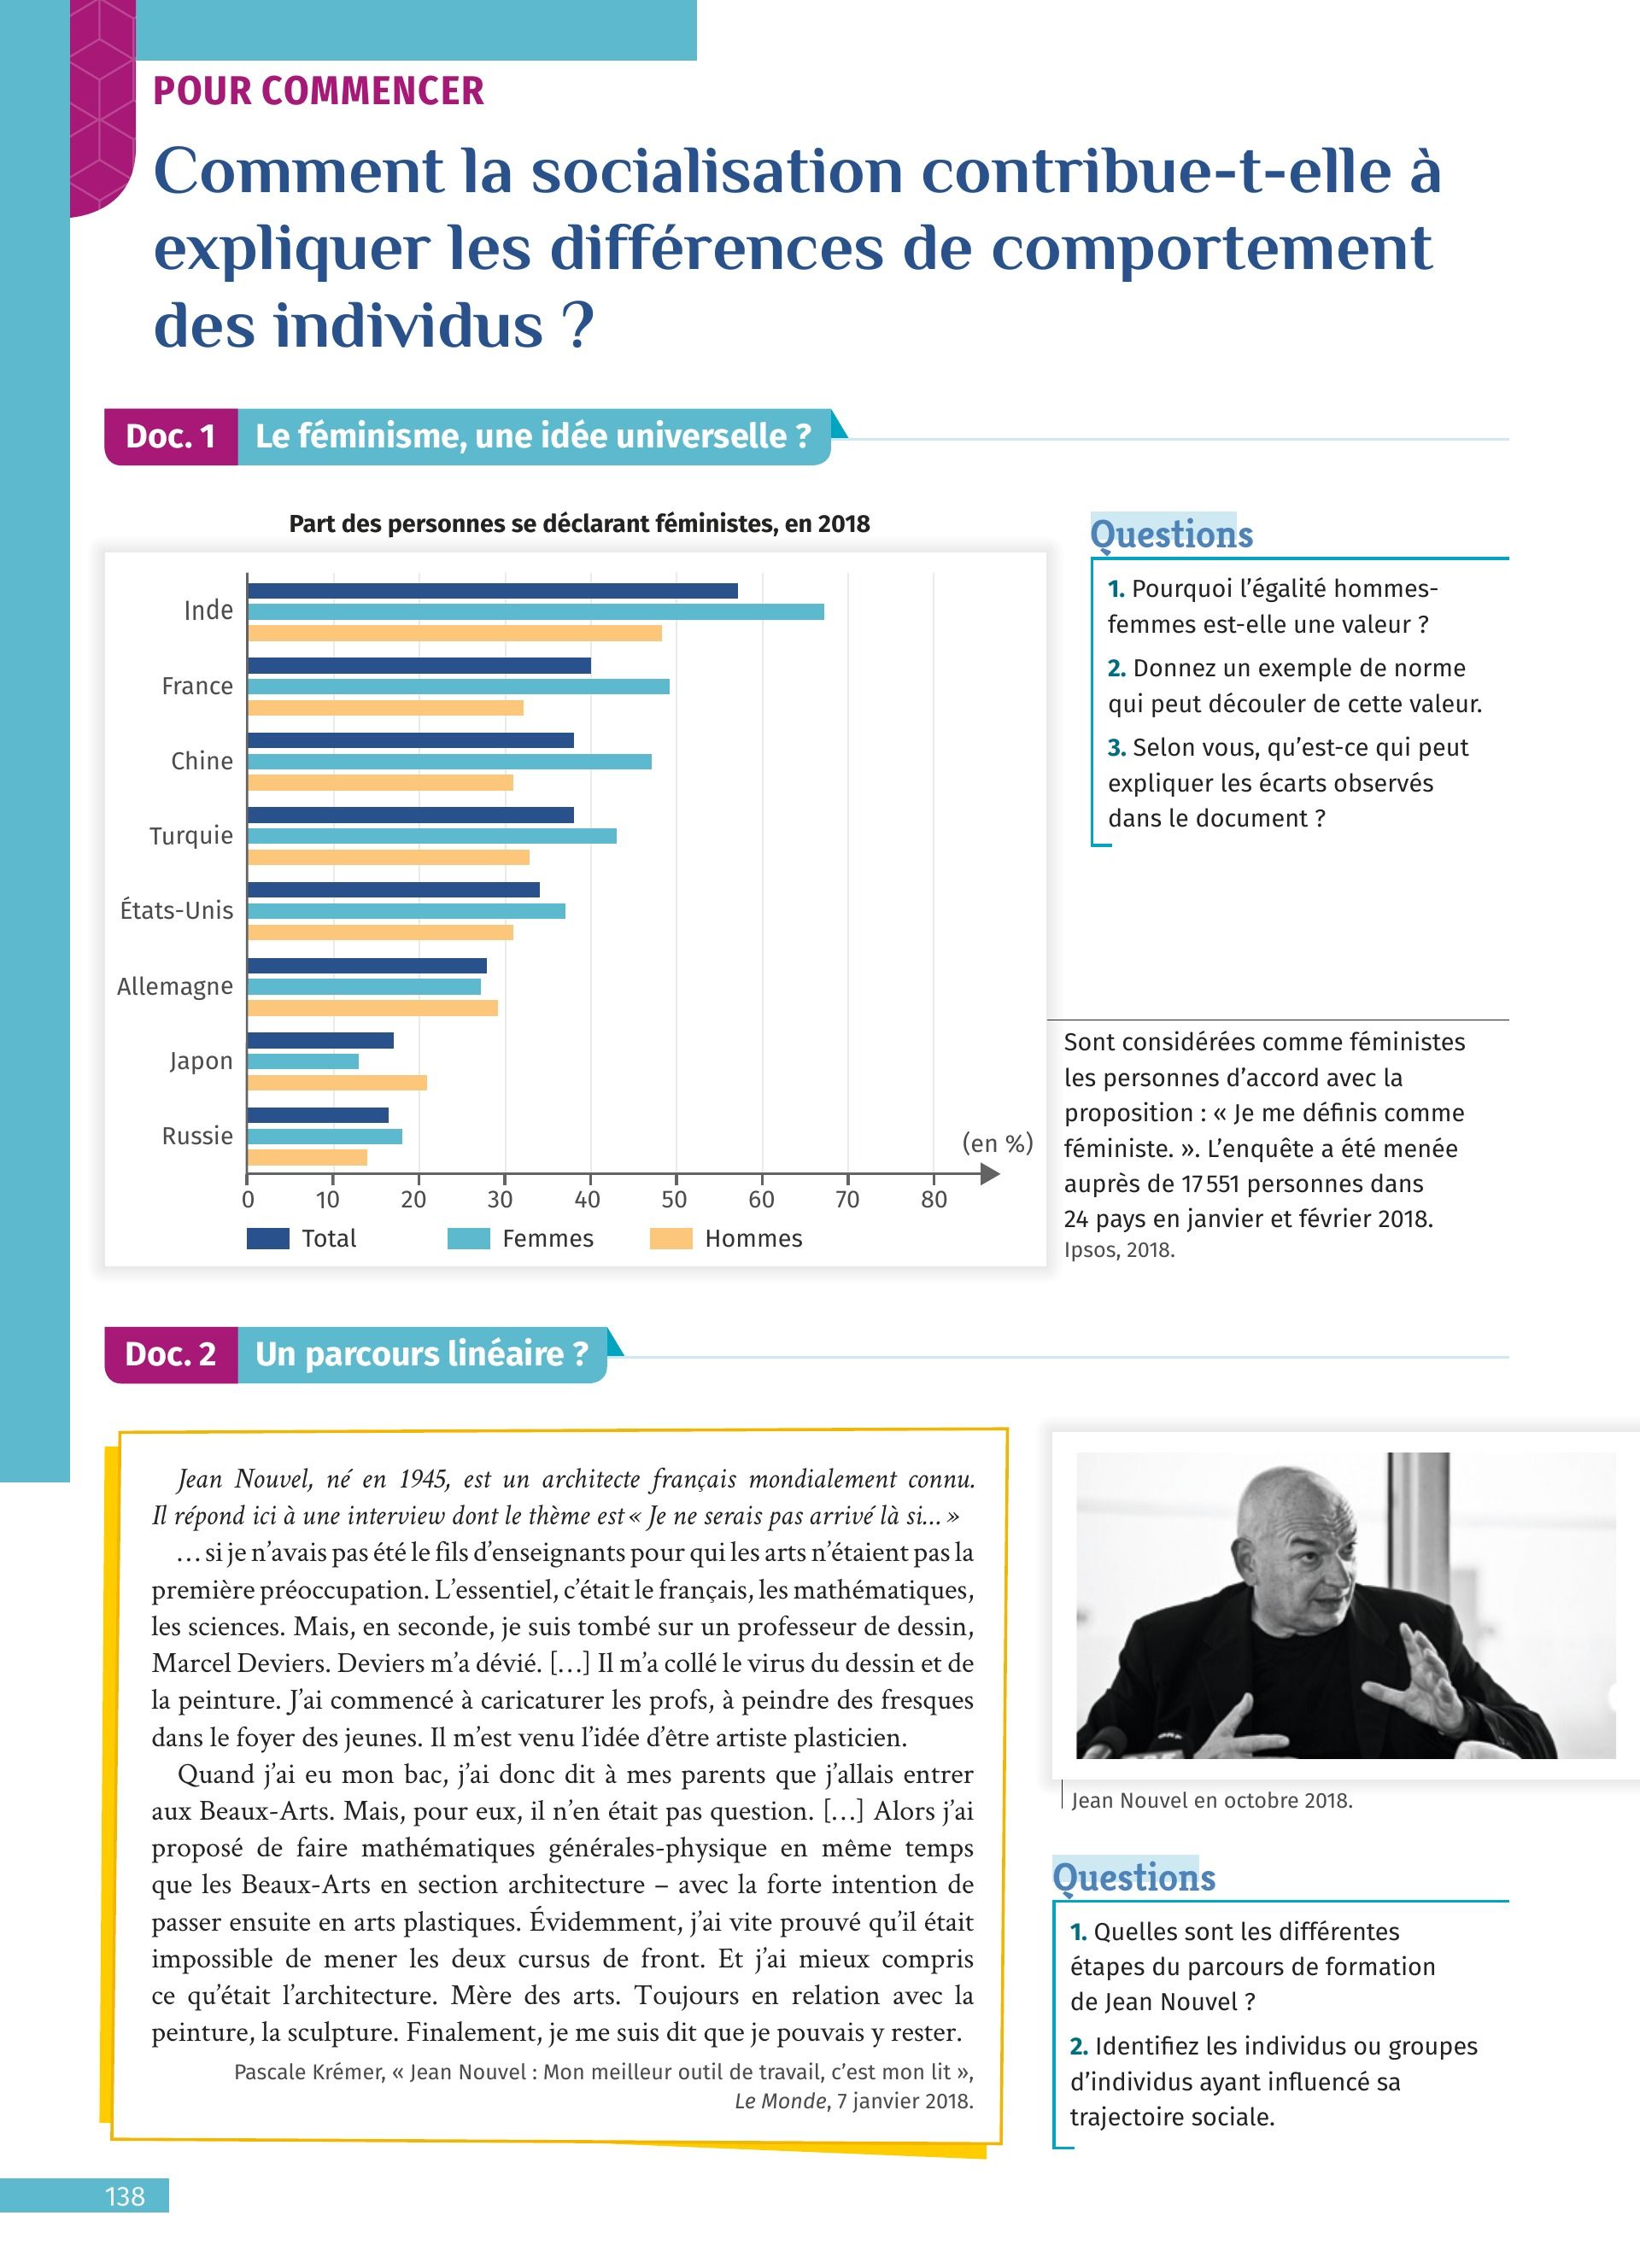 POUR COMMENCER
Comment la socialisation contribue-t-elle à
expliquer les différences de comportement
des individus ?
Doc. 1 Le féminisme, une idée universelle ?
Part des personnes se déclarant féministes, en 2018
Inde
France
Chine
Turquie
États-Unis
Allemagne
Japon
Russie
(en %)
0 10 20 30 40 50 60 70 80
Total Femmes Hommes
Questions
1. Pourquoi l’égalité hommes-
femmes est-elle une valeur ?
2. Donnez un exemple de norme
qui peut découler de cette valeur.
3. Selon vous, qu’est-ce qui peut
expliquer les écarts observés
dans le document ?
Sont considérées comme féministes
les personnes d’accord avec la
proposition : « Je me définis comme
féministe. ». L’enquête a été menée
auprès de 17 551 personnes dans
24 pays en janvier et février 2018.
Ipsos, 2018.
Doc. 2 Un parcours linéaire ?
Jean Nouvel, né en 1945, est un architecte français mondialement connu.
Il répond ici à une interview dont le thème est « Je ne serais pas arrivé là si... »
… si je n’avais pas été le fils d’enseignants pour qui les arts n’étaient pas la
première préoccupation. L’essentiel, c’était le français, les mathématiques,
les sciences. Mais, en seconde, je suis tombé sur un professeur de dessin,
Marcel Deviers. Deviers m’a dévié. […] Il m’a collé le virus du dessin et de
la peinture. J’ai commencé à caricaturer les profs, à peindre des fresques
dans le foyer des jeunes. Il m’est venu l’idée d’être artiste plasticien.
Quand j’ai eu mon bac, j’ai donc dit à mes parents que j’allais entrer
aux Beaux-Arts. Mais, pour eux, il n’en était pas question. […] Alors j’ai
proposé de faire mathématiques générales-physique en même temps
que les Beaux-Arts en section architecture – avec la forte intention de
passer ensuite en arts plastiques. Évidemment, j’ai vite prouvé qu’il était
impossible de mener les deux cursus de front. Et j’ai mieux compris
ce qu’était l’architecture. Mère des arts. Toujours en relation avec la
peinture, la sculpture. Finalement, je me suis dit que je pouvais y rester.
Pascale Krémer, « Jean Nouvel : Mon meilleur outil de travail, c’est mon lit »,
Le Monde, 7 janvier 2018.
Jean Nouvel en octobre 2018.
Questions
1. Quelles sont les différentes
étapes du parcours de formation
de Jean Nouvel ?
2. Identifiez les individus ou groupes
d’individus ayant influencé sa
trajectoire sociale.
138